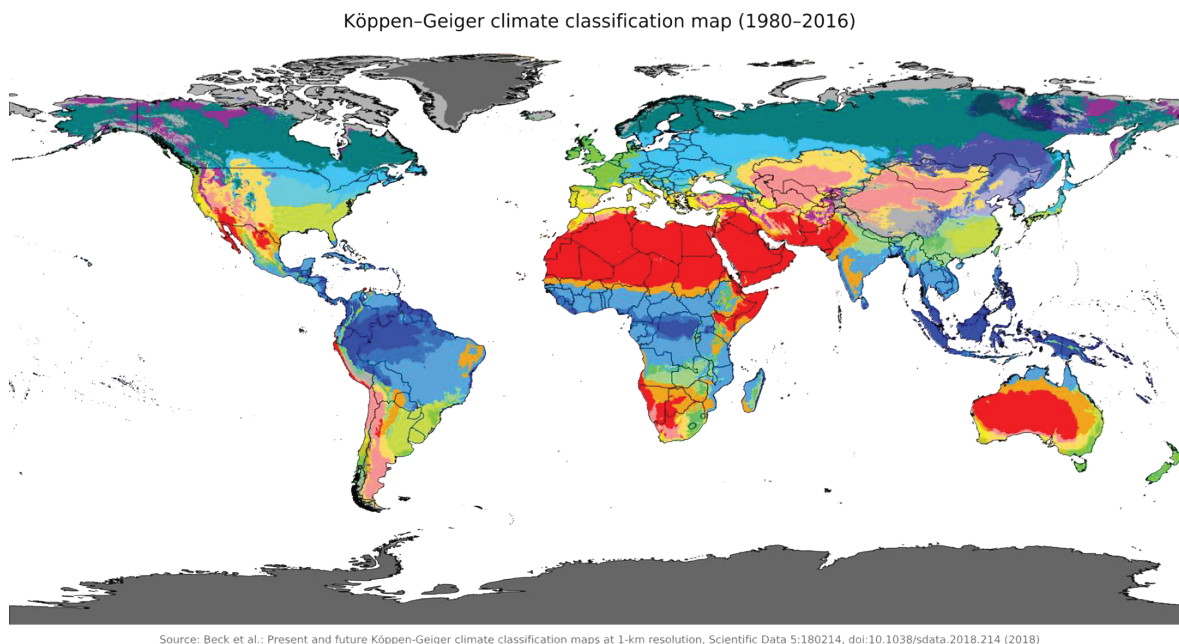 Köppen–Geiger climate classification map (1980–2016)
Source: Beck et al.: Present and future Köppen-Geiger climate classification maps at 1-km resolution, Scientific Data 5:180214, doi:10.1038/sdata.2018.214 (2018)